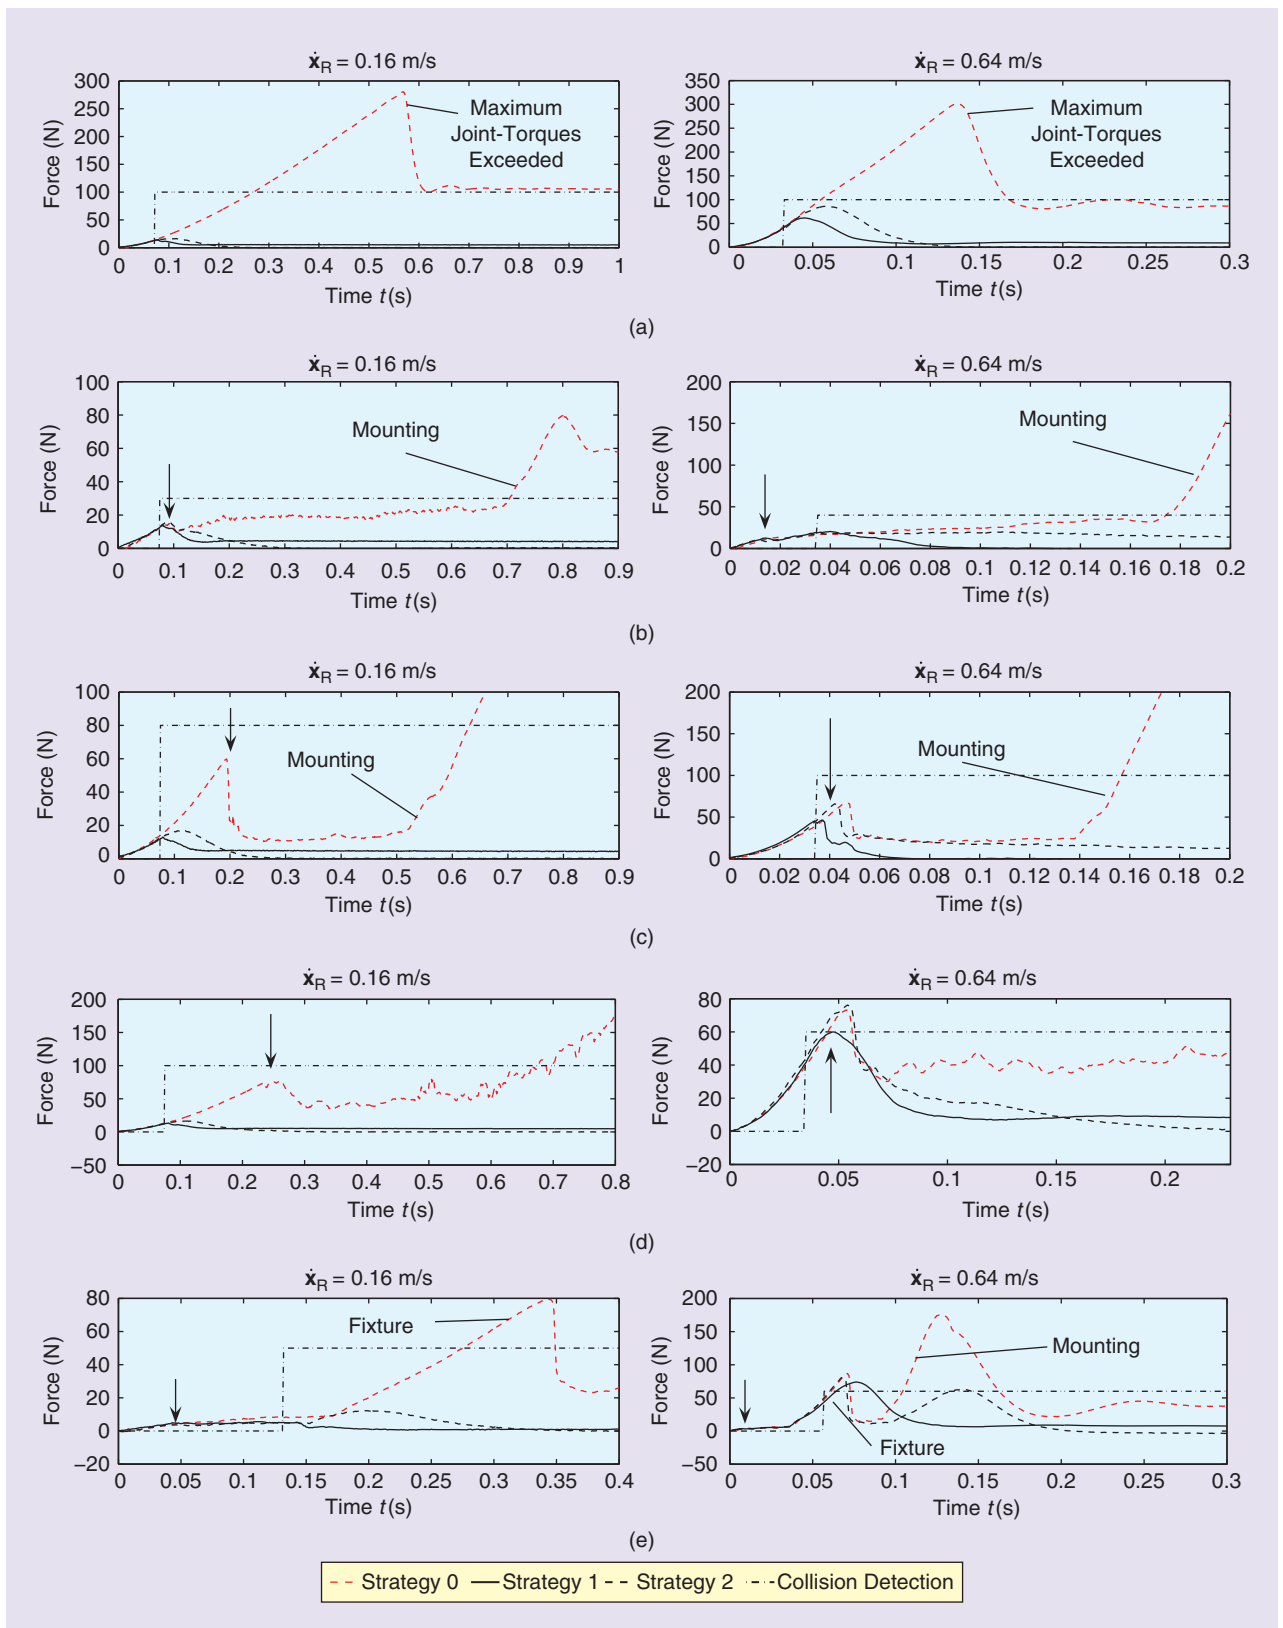 ẋR = 0.16 m/s
Force (N)
300
250
200
150
100
50
0
Maximum
Joint-Torques
Exceeded
0 0.1 0.2 0.3 0.4 0.5 0.6 0.7 0.8 0.9 1
Time t(s)
ẋR = 0.64 m/s
Force (N)
350
300
250
200
150
100
50
0
Maximum
Joint-Torques
Exceeded
0 0.05 0.1 0.15 0.2 0.25 0.3
Time t(s)
(a)
ẋR = 0.16 m/s
Force (N)
100
80
60
40
20
0
Mounting
0 0.1 0.2 0.3 0.4 0.5 0.6 0.7 0.8 0.9
Time t(s)
ẋR = 0.64 m/s
Force (N)
200
150
100
50
0
Mounting
0 0.02 0.04 0.06 0.08 0.1 0.12 0.14 0.16 0.18 0.2
Time t(s)
(b)
ẋR = 0.16 m/s
Force (N)
100
80
60
40
20
0
Mounting
0 0.1 0.2 0.3 0.4 0.5 0.6 0.7 0.8 0.9
Time t(s)
ẋR = 0.64 m/s
Force (N)
200
150
100
50
0
Mounting
0 0.02 0.04 0.06 0.08 0.1 0.12 0.14 0.16 0.18 0.2
Time t(s)
(c)
ẋR = 0.16 m/s
Force (N)
200
150
100
50
0
−50
0 0.1 0.2 0.3 0.4 0.5 0.6 0.7 0.8
Time t(s)
ẋR = 0.64 m/s
Force (N)
80
60
40
20
0
−20
0 0.05 0.1 0.15 0.2
Time t(s)
(d)
ẋR = 0.16 m/s
Force (N)
80
60
40
20
0
−20
Fixture
0 0.05 0.1 0.15 0.2 0.25 0.3 0.35 0.4
Time t(s)
ẋR = 0.64 m/s
Force (N)
200
150
100
50
0
−50
Mounting
Fixture
0 0.05 0.1 0.15 0.2 0.25 0.3
Time t(s)
(e)
Strategy 0 Strategy 1 Strategy 2 Collision Detection